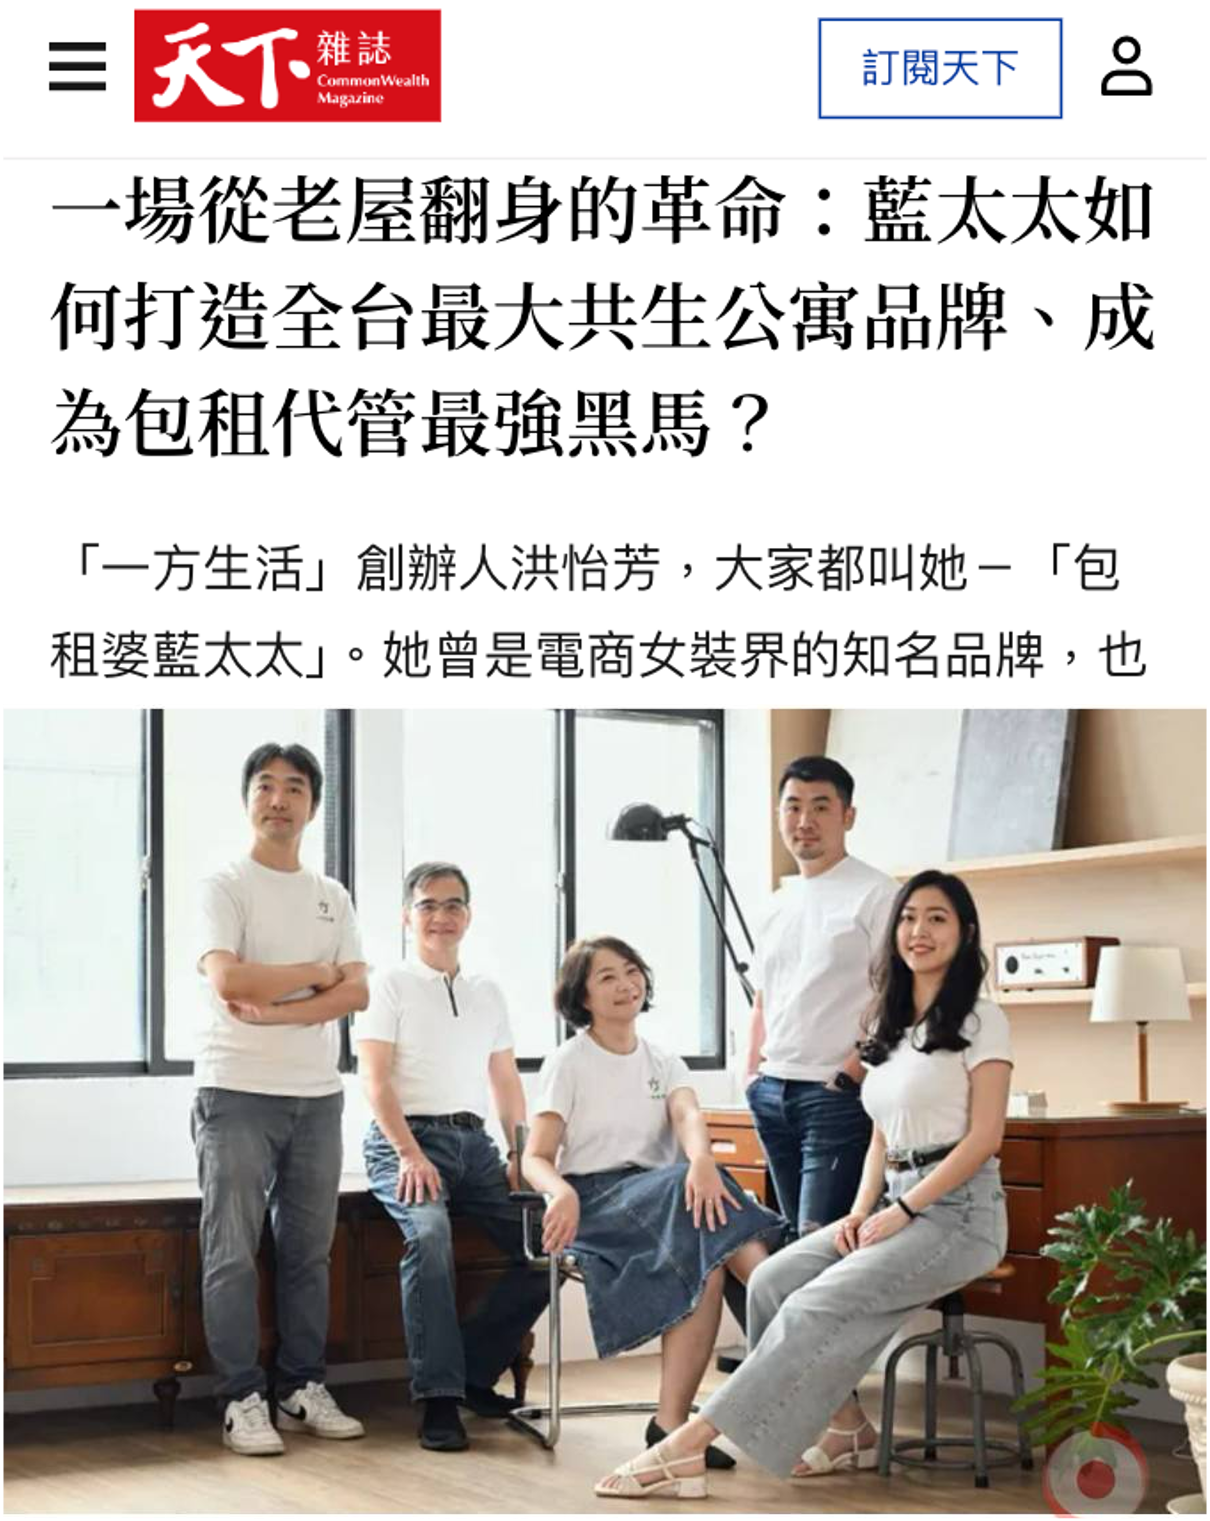 天下雜誌
CommonWealth
Magazine
訂閱天下
一場從老屋翻身的革命：藍太太如
何打造全台最大共生公寓品牌、成
為包租代管最強黑馬？
「一方生活」創辦人洪怡芳，大家都叫她－「包
租婆藍太太」。她曾是電商女裝界的知名品牌，也